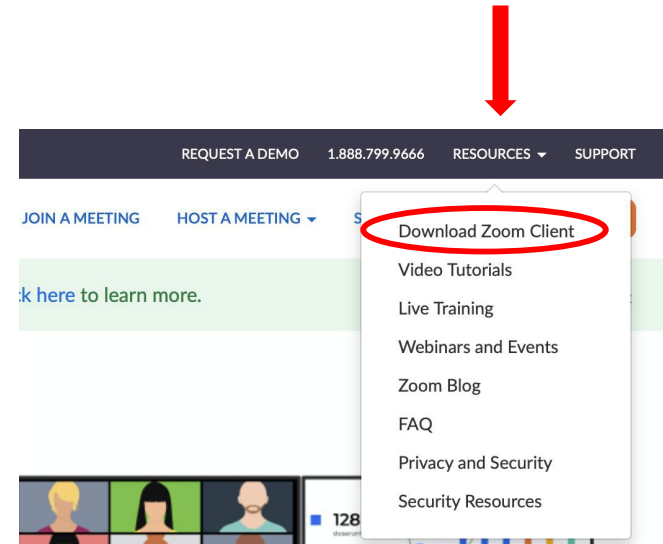 REQUEST A DEMO 1.888.799.9666 RESOURCES SUPPORT
JOIN A MEETING HOST A MEETING S
Download Zoom Client
Video Tutorials
ck here to learn more.
Live Training
Webinars and Events
Zoom Blog
FAQ
Privacy and Security
Security Resources
128